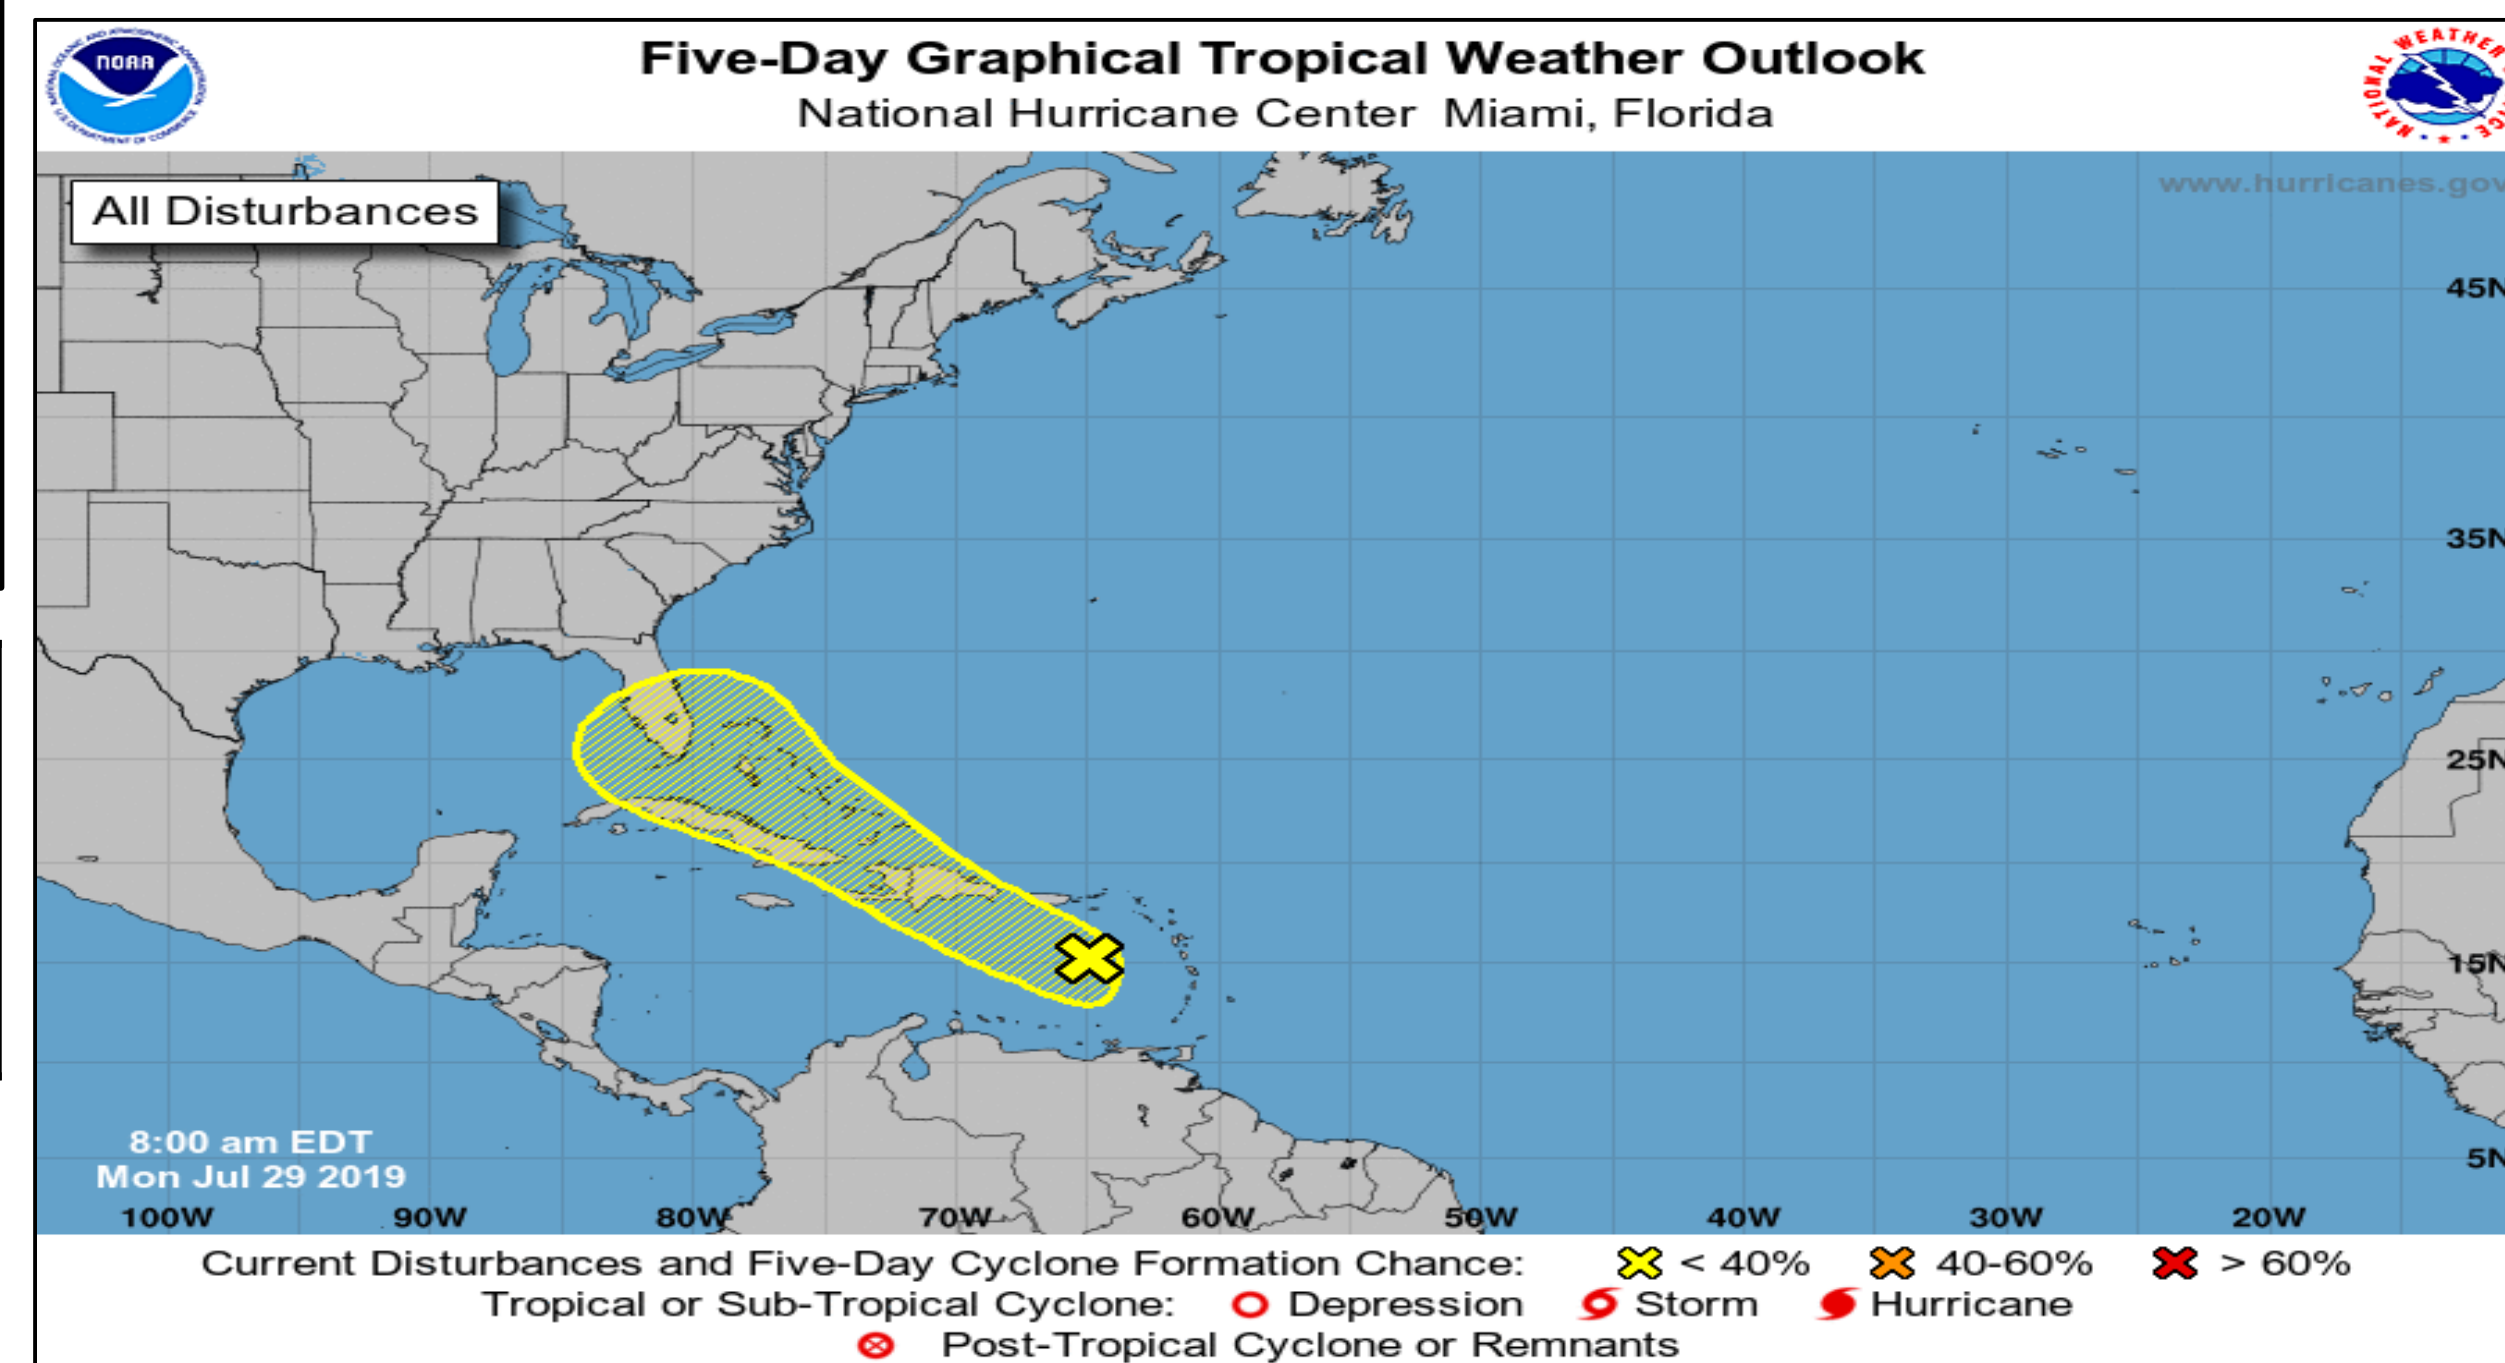 Five-Day Graphical Tropical Weather Outlook
National Hurricane Center Miami, Florida
NOAA
NATIONAL WEATHER
All Disturbances
www.hurricanes.gov
45N
35N
25N
15N
5N
8:00 am EDT
Mon Jul 29 2019
100W 90W 80W 70W 60W 50W 40W 30W 20W
Current Disturbances and Five-Day Cyclone Formation Chance: < 40% 40-60% > 60%
Tropical or Sub-Tropical Cyclone: Depression Storm Hurricane
Post-Tropical Cyclone or Remnants